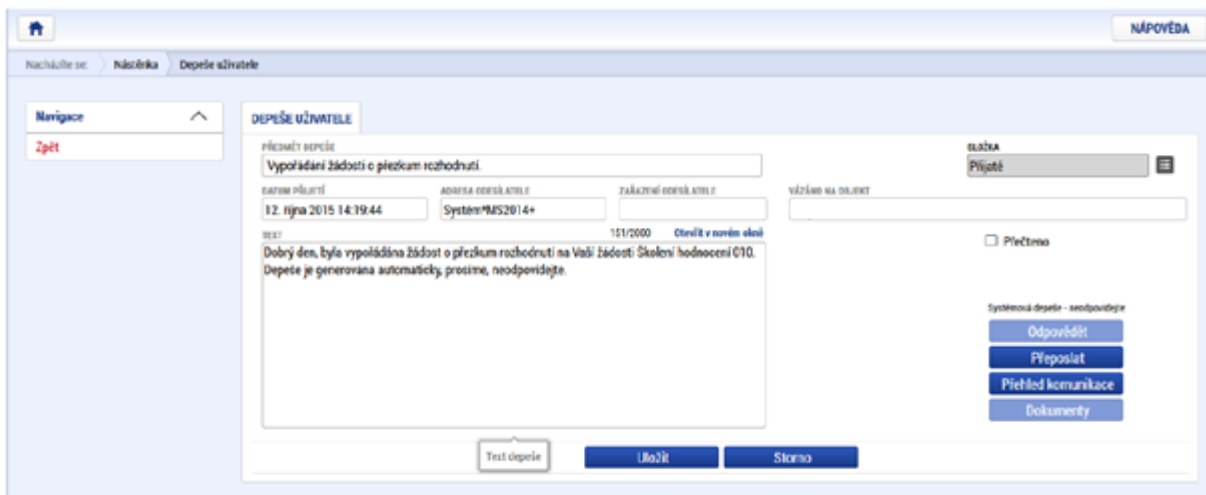 NÁPOVĚDA
Nacházíte se: Nástěnka Depeše uživatele
Navigace
Zpět
DEPEŠE UŽIVATELE
PŘEDMĚT DEPEŠE
Vypořádání žádosti o přezkum rozhodnutí
SLOŽKA
Přijaté
DATUM PŘIJETÍ ADRESA ODESÍLATELE ZAŘAZENÍ ODESÍLATELE VÁZÁNO NA OBJEKT
12. října 2015 14:19:44 Systém*MS2014+
TEXT 151/2000 Otevřít v novém okně
Dobrý den, byla vypořádána žádost o přezkum rozhodnutí na Vaší žádosti Školení hodnocení 010.
Depeše je generována automaticky, prosíme, neodpovídejte.
Přečteno
Systémová depeše - neodpovídejte
Odpovědět
Přeposlat
Přehled komunikace
Dokumenty
Text depeše
Uložit Storno